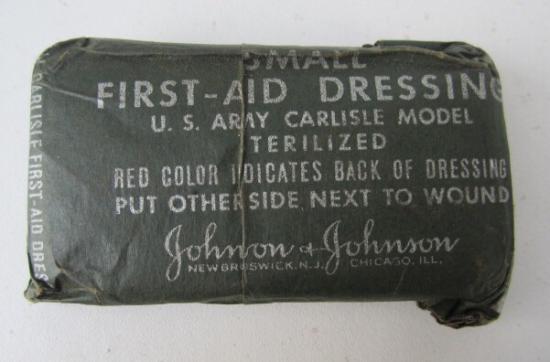 SMALL
FIRST-AID DRESSING
U. S. ARMY CARLISLE MODEL
STERILIZED
RED COLOR INDICATES BACK OF DRESSING
PUT OTHER SIDE NEXT TO WOUND
Johnson & Johnson
NEW BRUNSWICK, N.J. CHICAGO, ILL.
CARLISLE FIRST-AID DRES